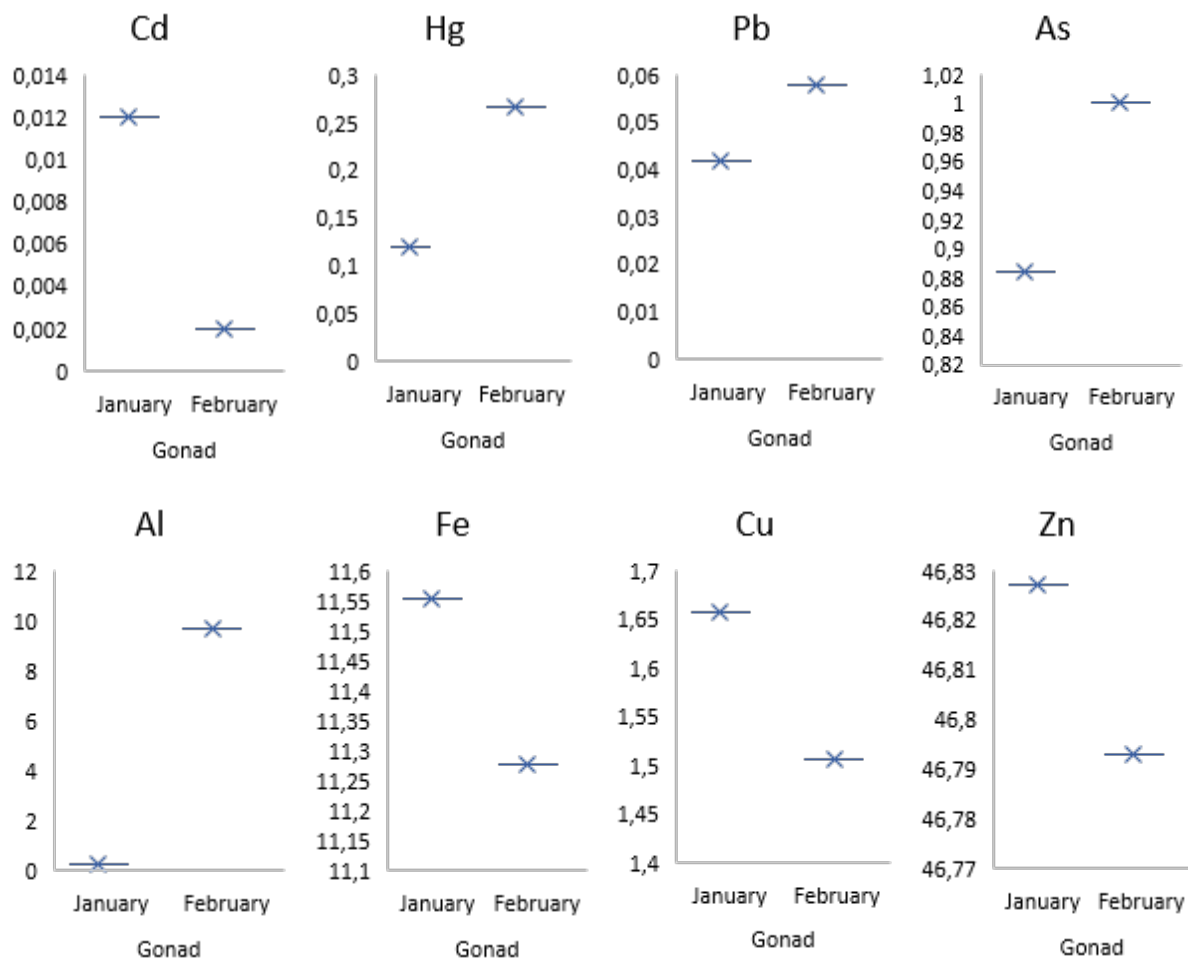 Cd
0,014
0,012
0,01
0,008
0,006
0,004
0,002
0
January February
Gonad
Hg
0,3
0,25
0,2
0,15
0,1
0,05
0
January February
Gonad
Pb
0,06
0,05
0,04
0,03
0,02
0,01
0
January February
Gonad
As
1,02
1
0,98
0,96
0,94
0,92
0,9
0,88
0,86
0,84
0,82
January February
Gonad
Al
12
10
8
6
4
2
0
January February
Gonad
Fe
11,6
11,55
11,5
11,45
11,4
11,35
11,3
11,25
11,2
11,15
11,1
January February
Gonad
Cu
1,7
1,65
1,6
1,55
1,5
1,45
1,4
January February
Gonad
Zn
46,83
46,82
46,81
46,8
46,79
46,78
46,77
January February
Gonad